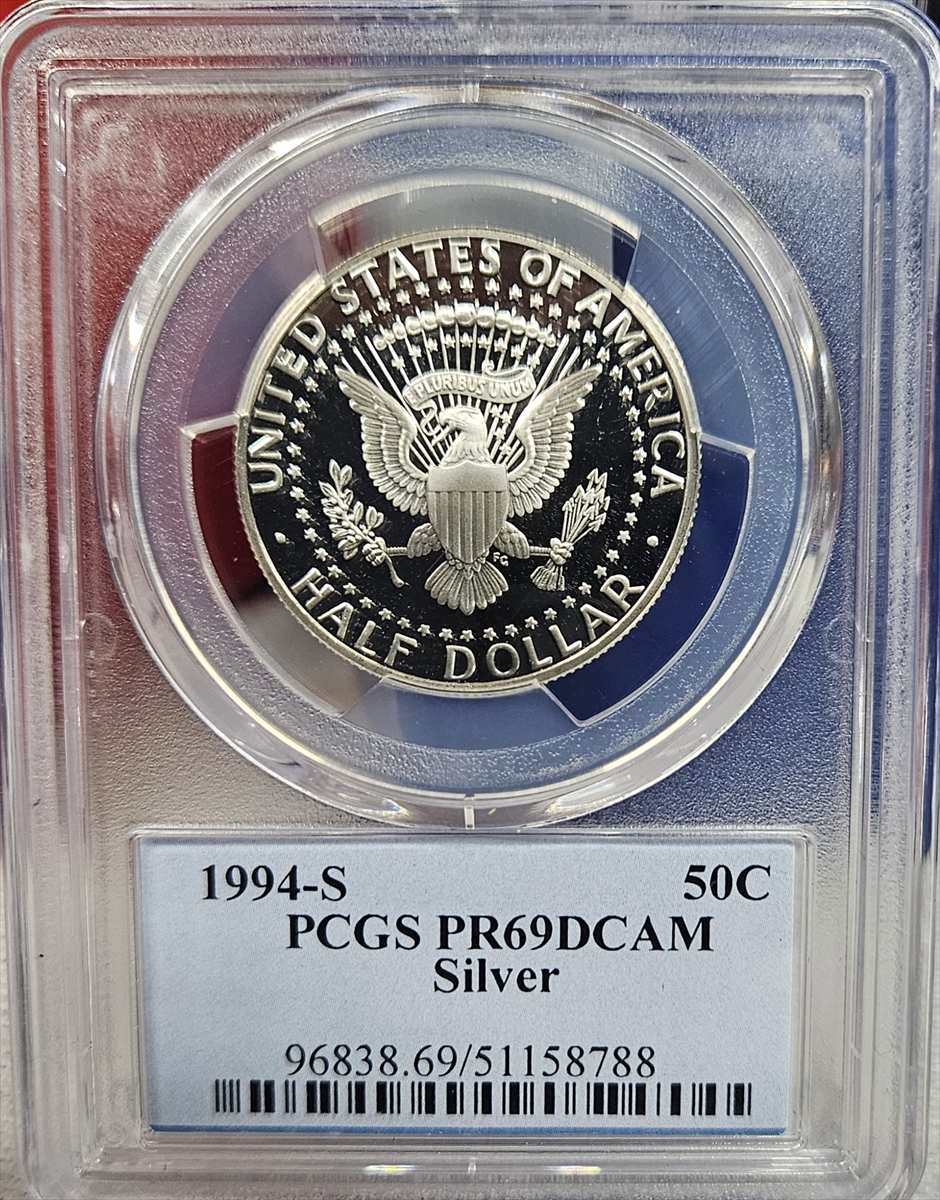 UNITED STATES OF AMERICA
PLURIBUS UNUM
FG
HALF DOLLAR
1994-S 50C
PCGS PR69DCAM
Silver
96838.69/51158788